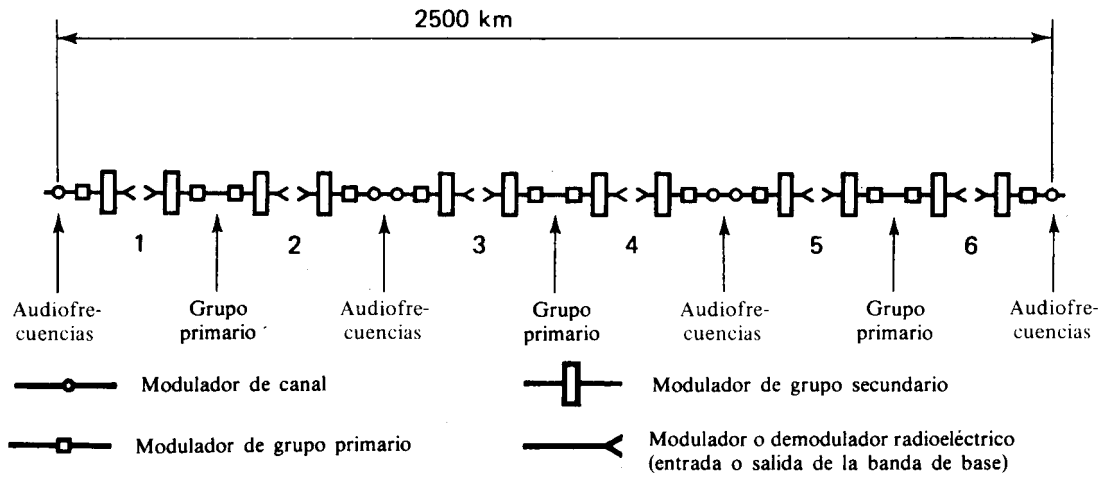 2500 km
1 2 3 4 5 6
Audiofre-
cuencias
Grupo
primario
Audiofre-
cuencias
Grupo
primario
Audiofre-
cuencias
Grupo
primario
Audiofre-
cuencias
Modulador de canal
Modulador de grupo secundario
Modulador de grupo primario
Modulador o demodulador radioeléctrico
(entrada o salida de la banda de base)